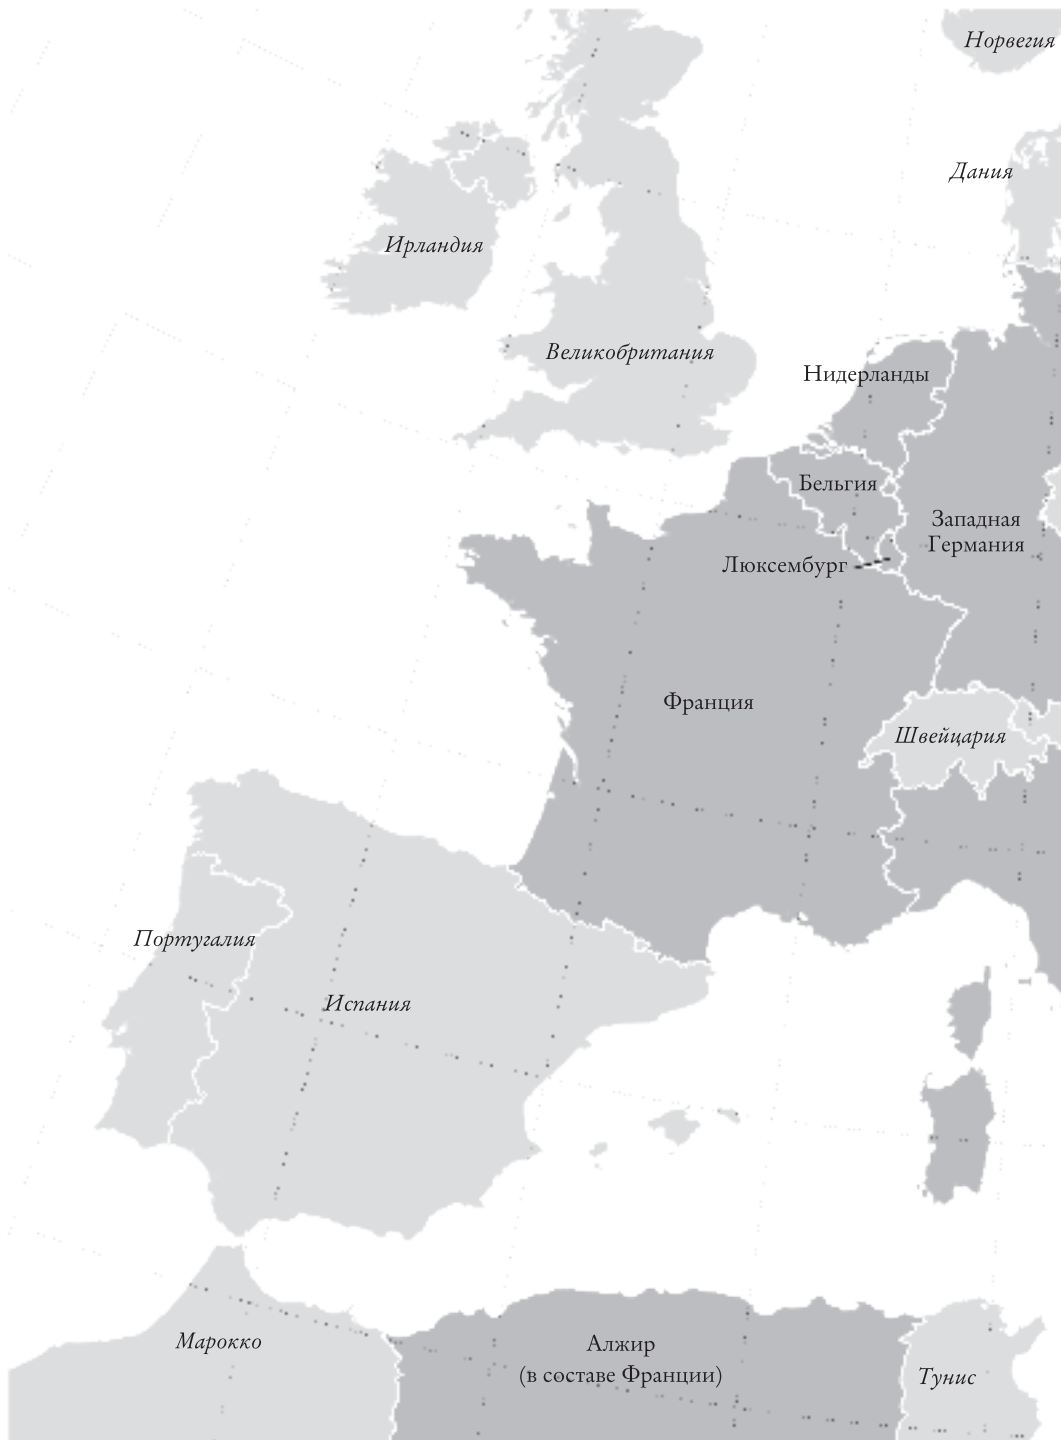 Норвегия
Дания
Ирландия
Великобритания
Нидерланды
Бельгия
Западная
Германия
Люксембург
Франция
Швейцария
Португалия
Испания
Марокко
Алжир
(в составе Франции)
Тунис